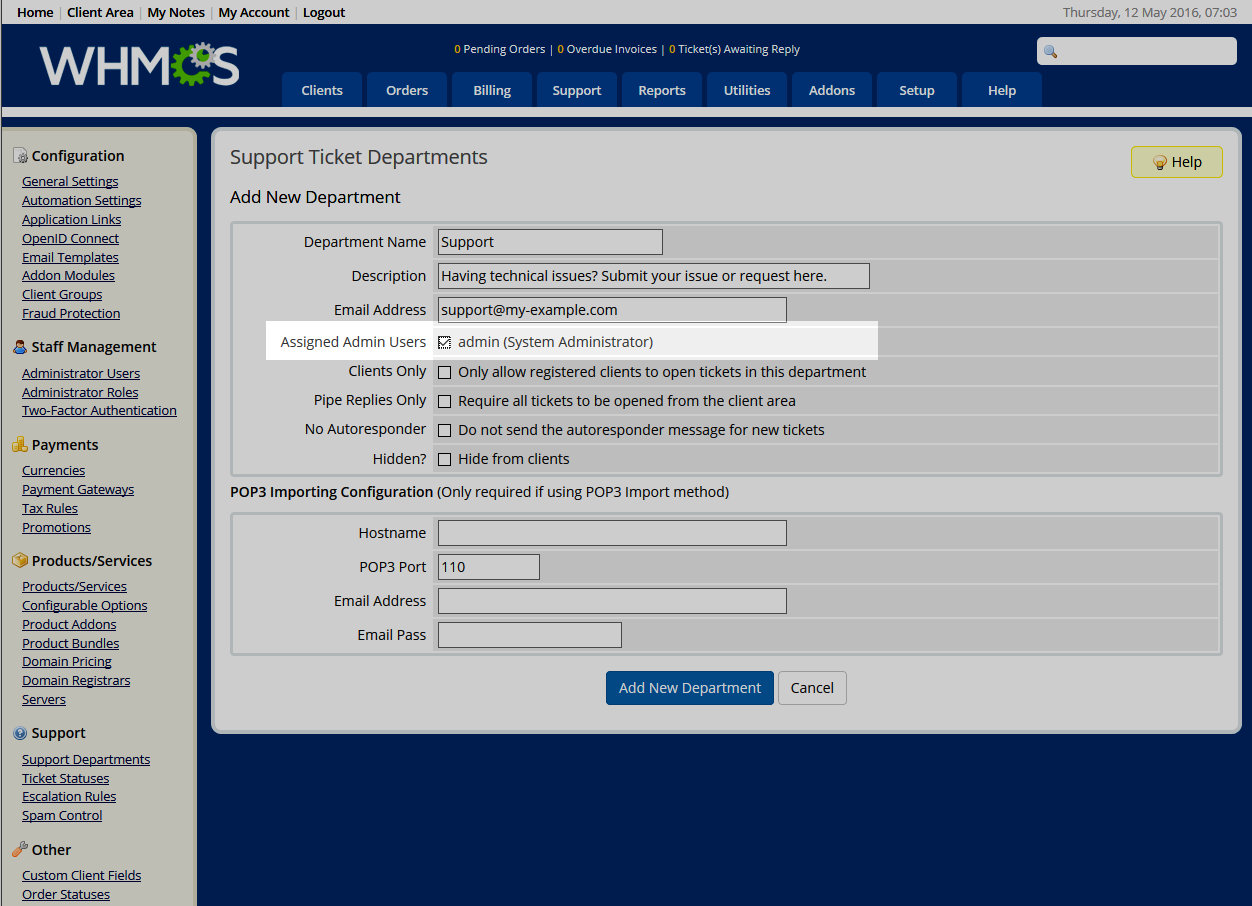 Home | Client Area | My Notes | My Account | Logout
Thursday, 12 May 2016, 07:03
WHMCS
0 Pending Orders | 0 Overdue Invoices | 0 Ticket(s) Awaiting Reply
Clients Orders Billing Support Reports Utilities Addons Setup Help
Configuration
General Settings
Automation Settings
Application Links
OpenID Connect
Email Templates
Addon Modules
Client Groups
Fraud Protection
Staff Management
Administrator Users
Administrator Roles
Two-Factor Authentication
Payments
Currencies
Payment Gateways
Tax Rules
Promotions
Products/Services
Products/Services
Configurable Options
Product Addons
Product Bundles
Domain Pricing
Domain Registrars
Servers
Support
Support Departments
Ticket Statuses
Escalation Rules
Spam Control
Other
Custom Client Fields
Order Statuses
Support Ticket Departments
Help
Add New Department
Department Name Support
Description Having technical issues? Submit your issue or request here.
Email Address support@my-example.com
Assigned Admin Users admin (System Administrator)
Clients Only Only allow registered clients to open tickets in this department
Pipe Replies Only Require all tickets to be opened from the client area
No Autoresponder Do not send the autoresponder message for new tickets
Hidden? Hide from clients
POP3 Importing Configuration (Only required if using POP3 Import method)
Hostname
POP3 Port 110
Email Address
Email Pass
Add New Department Cancel